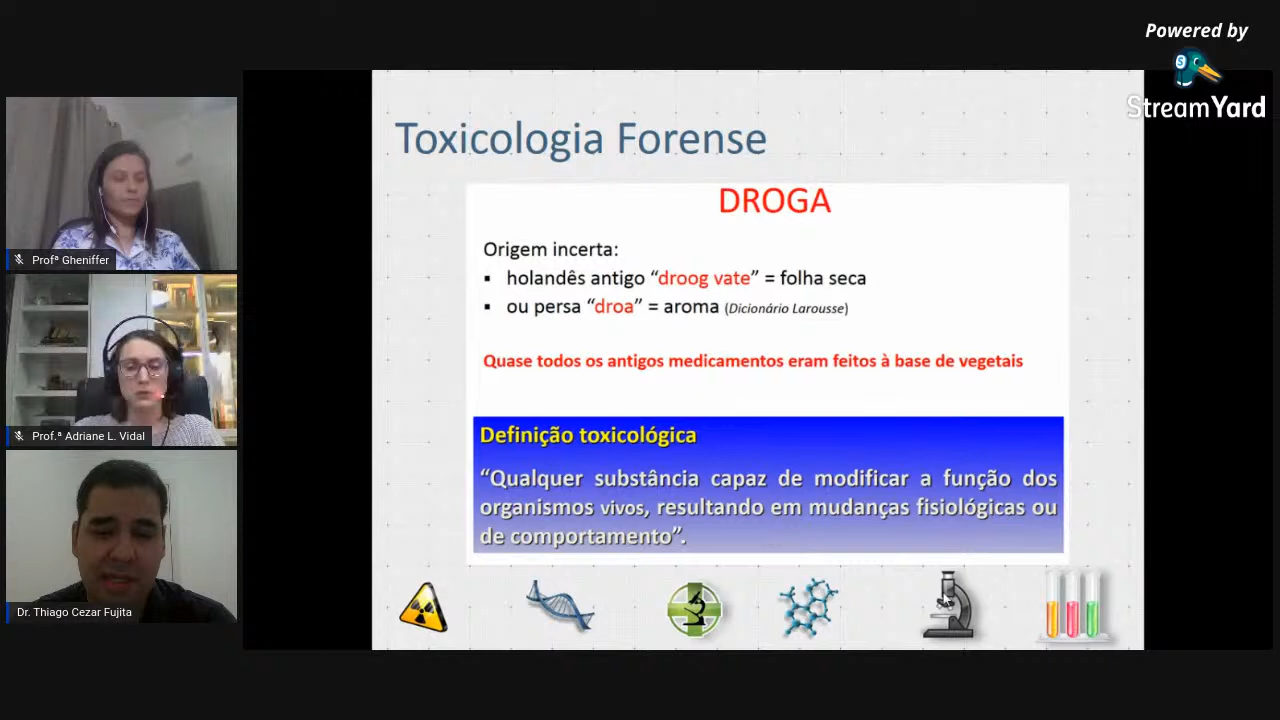 Powered by
StreamYard
Toxicologia Forense
DROGA
Origem incerta:
▪ holandês antigo “droog vate” = folha seca
▪ ou persa “droa” = aroma (Dicionário Larousse)
Quase todos os antigos medicamentos eram feitos à base de vegetais
Definição toxicológica
“Qualquer substância capaz de modificar a função dos
organismos vivos, resultando em mudanças fisiológicas ou
de comportamento”.
Profª Gheniffer
Prof.ª Adriane L. Vidal
Dr. Thiago Cezar Fujita